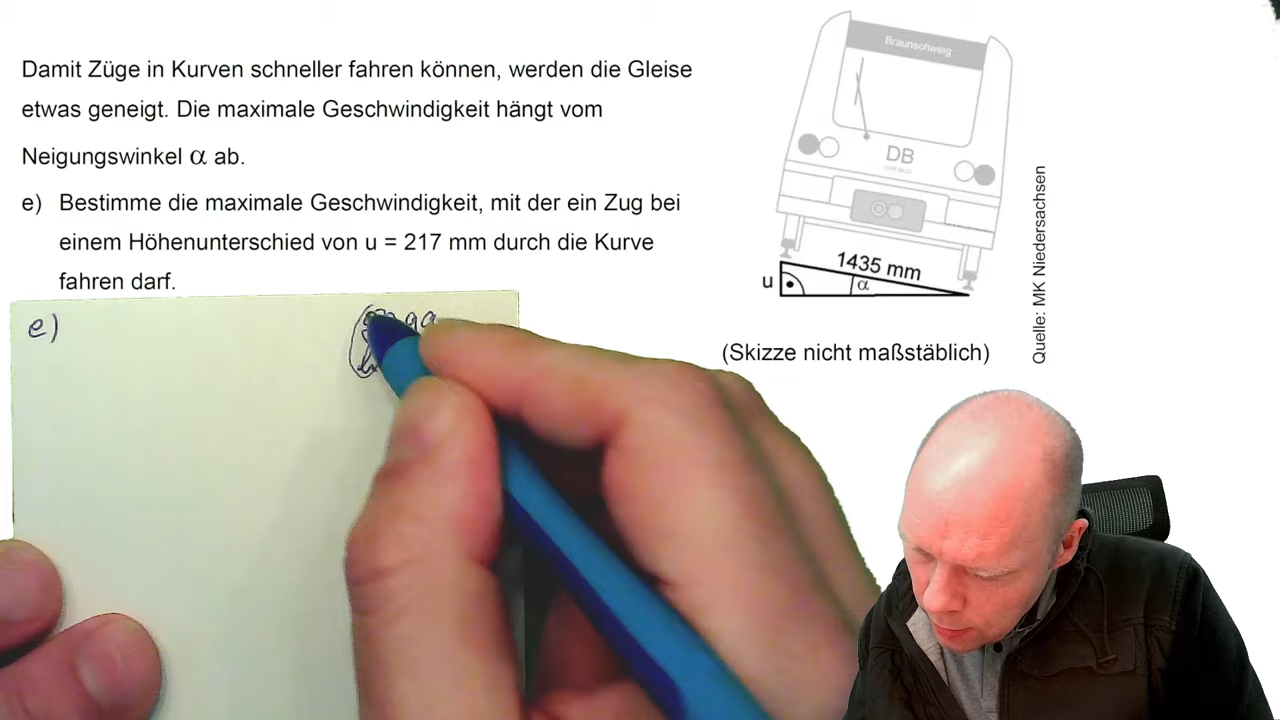 Damit Züge in Kurven schneller fahren können, werden die Gleise
etwas geneigt. Die maximale Geschwindigkeit hängt vom
Neigungswinkel α ab.
e) Bestimme die maximale Geschwindigkeit, mit der ein Zug bei
einem Höhenunterschied von u = 217 mm durch die Kurve
fahren darf.
Braunschweig
DB
1435 mm
u
α
(Skizze nicht maßstäblich)
Quelle: MK Niedersachsen
e)